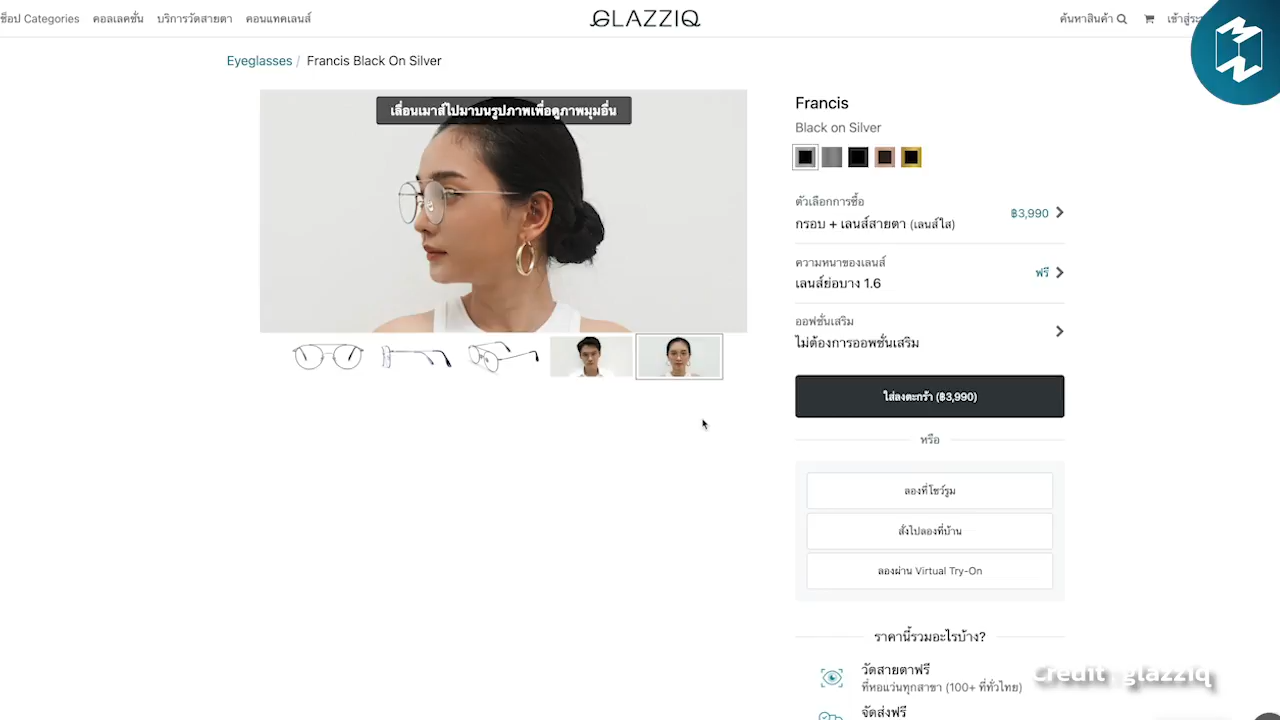 ช็อป Categories คอลเลคชั่น บริการวัดสายตา คอนแทคเลนส์
GLAZZIQ
ค้นหาสินค้า
Eyeglasses / Francis Black On Silver
เลื่อนเมาส์ไปมาบนรูปภาพเพื่อดูภาพมุมอื่น
Francis
Black on Silver
ตัวเลือกการซื้อ
กรอบ + เลนส์สายตา (เลนส์ใส)
฿3,990
ความหนาของเลนส์
เลนส์ย่อบาง 1.6
ฟรี
ออฟชั่นเสริม
ไม่ต้องการออพชั่นเสริม
ใส่ลงตะกร้า (฿3,990)
หรือ
ลองที่โชว์รูม
สั่งไปลองที่บ้าน
ลองผ่าน Virtual Try-On
ราคานี้รวมอะไรบ้าง?
วัดสายตาฟรี
ที่หอแว่นทุกสาขา (100+ ที่ทั่วไทย)
จัดส่งฟรี
Credit : glazziq